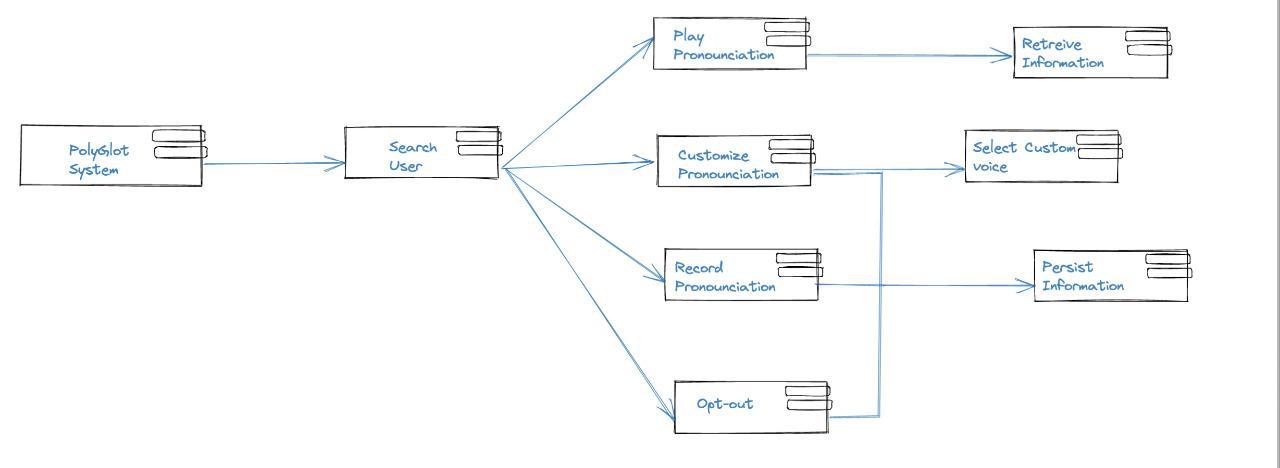 PolyGlot
System
Search
User
Play
Pronounciation
Customize
Pronounciation
Record
Pronounciation
Opt-out
Retreive
Information
Select Custom
voice
Persist
Information